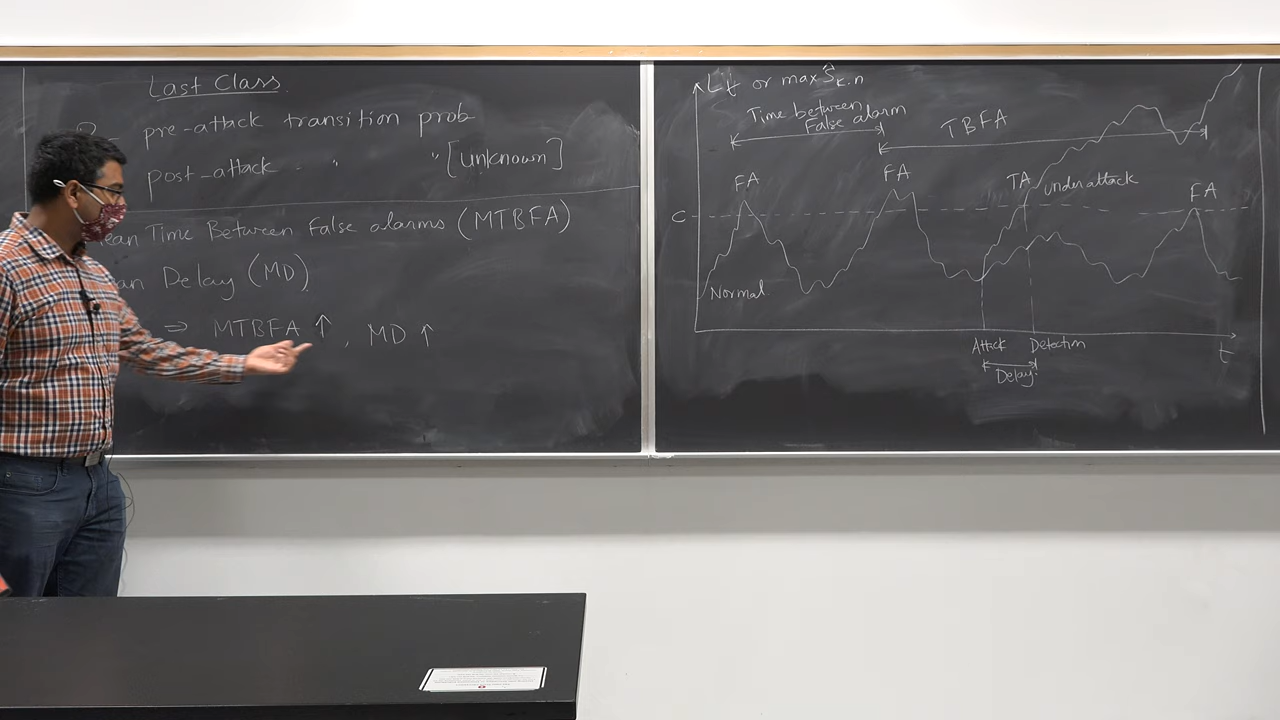 Last Class
pre-attack transition prob
post-attack " " [Unknown]
Time Between False alarms (MTBFA)
Delay (MD)
⇒ MTBFA ↑, MD ↑
Lt or max Ŝk:n
Time between
False alarm
TBFA
FA
FA
TA
under attack
FA
C
Normal
Attack
Detection
t
Delay